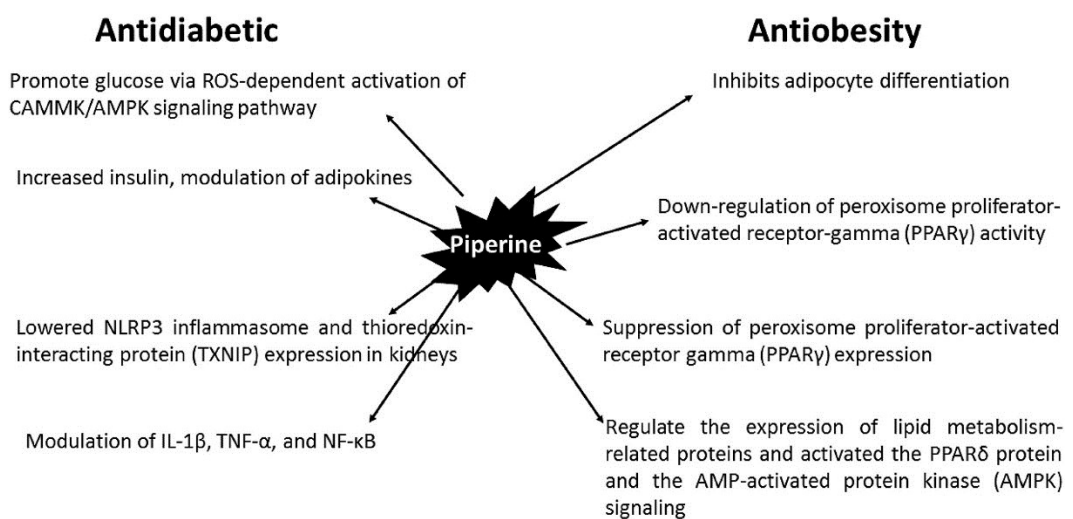 Antidiabetic
Promote glucose via ROS-dependent activation of
CAMMK/AMPK signaling pathway
Increased insulin, modulation of adipokines
Lowered NLRP3 inflammasome and thioredoxin-
interacting protein (TXNIP) expression in kidneys
Modulation of IL-1β, TNF-α, and NF-κB
Piperine
Antiobesity
Inhibits adipocyte differentiation
Down-regulation of peroxisome proliferator-
activated receptor-gamma (PPARγ) activity
Suppression of peroxisome proliferator-activated
receptor gamma (PPARγ) expression
Regulate the expression of lipid metabolism-
related proteins and activated the PPARδ protein
and the AMP-activated protein kinase (AMPK)
signaling